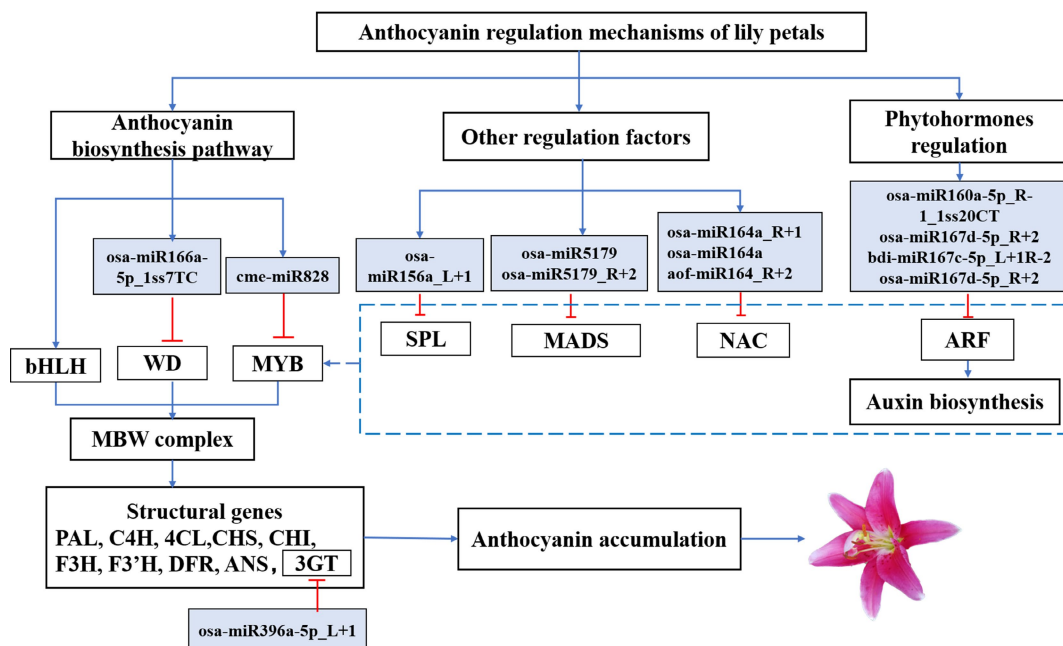 Anthocyanin regulation mechanisms of lily petals
Anthocyanin
biosynthesis pathway
Other regulation factors
Phytohormones
regulation
osa-miR166a-
5p_1ss7TC
cme-miR828
osa-
miR156a_L+1
osa-miR5179
osa-miR5179_R+2
osa-miR164a_R+1
osa-miR164a
aof-miR164_R+2
osa-miR160a-5p_R-
1_1ss20CT
osa-miR167d-5p_R+2
bdi-miR167c-5p_L+1R-2
osa-miR167d-5p_R+2
bHLH
WD
MYB
SPL
MADS
NAC
ARF
Auxin biosynthesis
MBW complex
Structural genes
PAL, C4H, 4CL,CHS, CHI,
F3H, F3’H, DFR, ANS, 3GT
Anthocyanin accumulation
osa-miR396a-5p_L+1